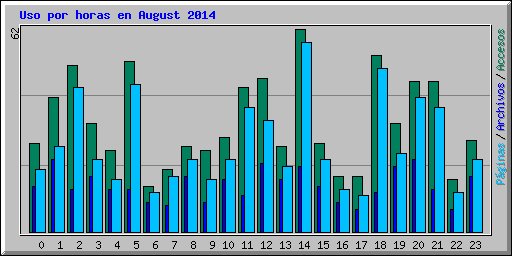 Uso por horas en August 2014
62
Páginas / Archivos / Accesos
0 1 2 3 4 5 6 7 8 9 10 11 12 13 14 15 16 17 18 19 20 21 22 23